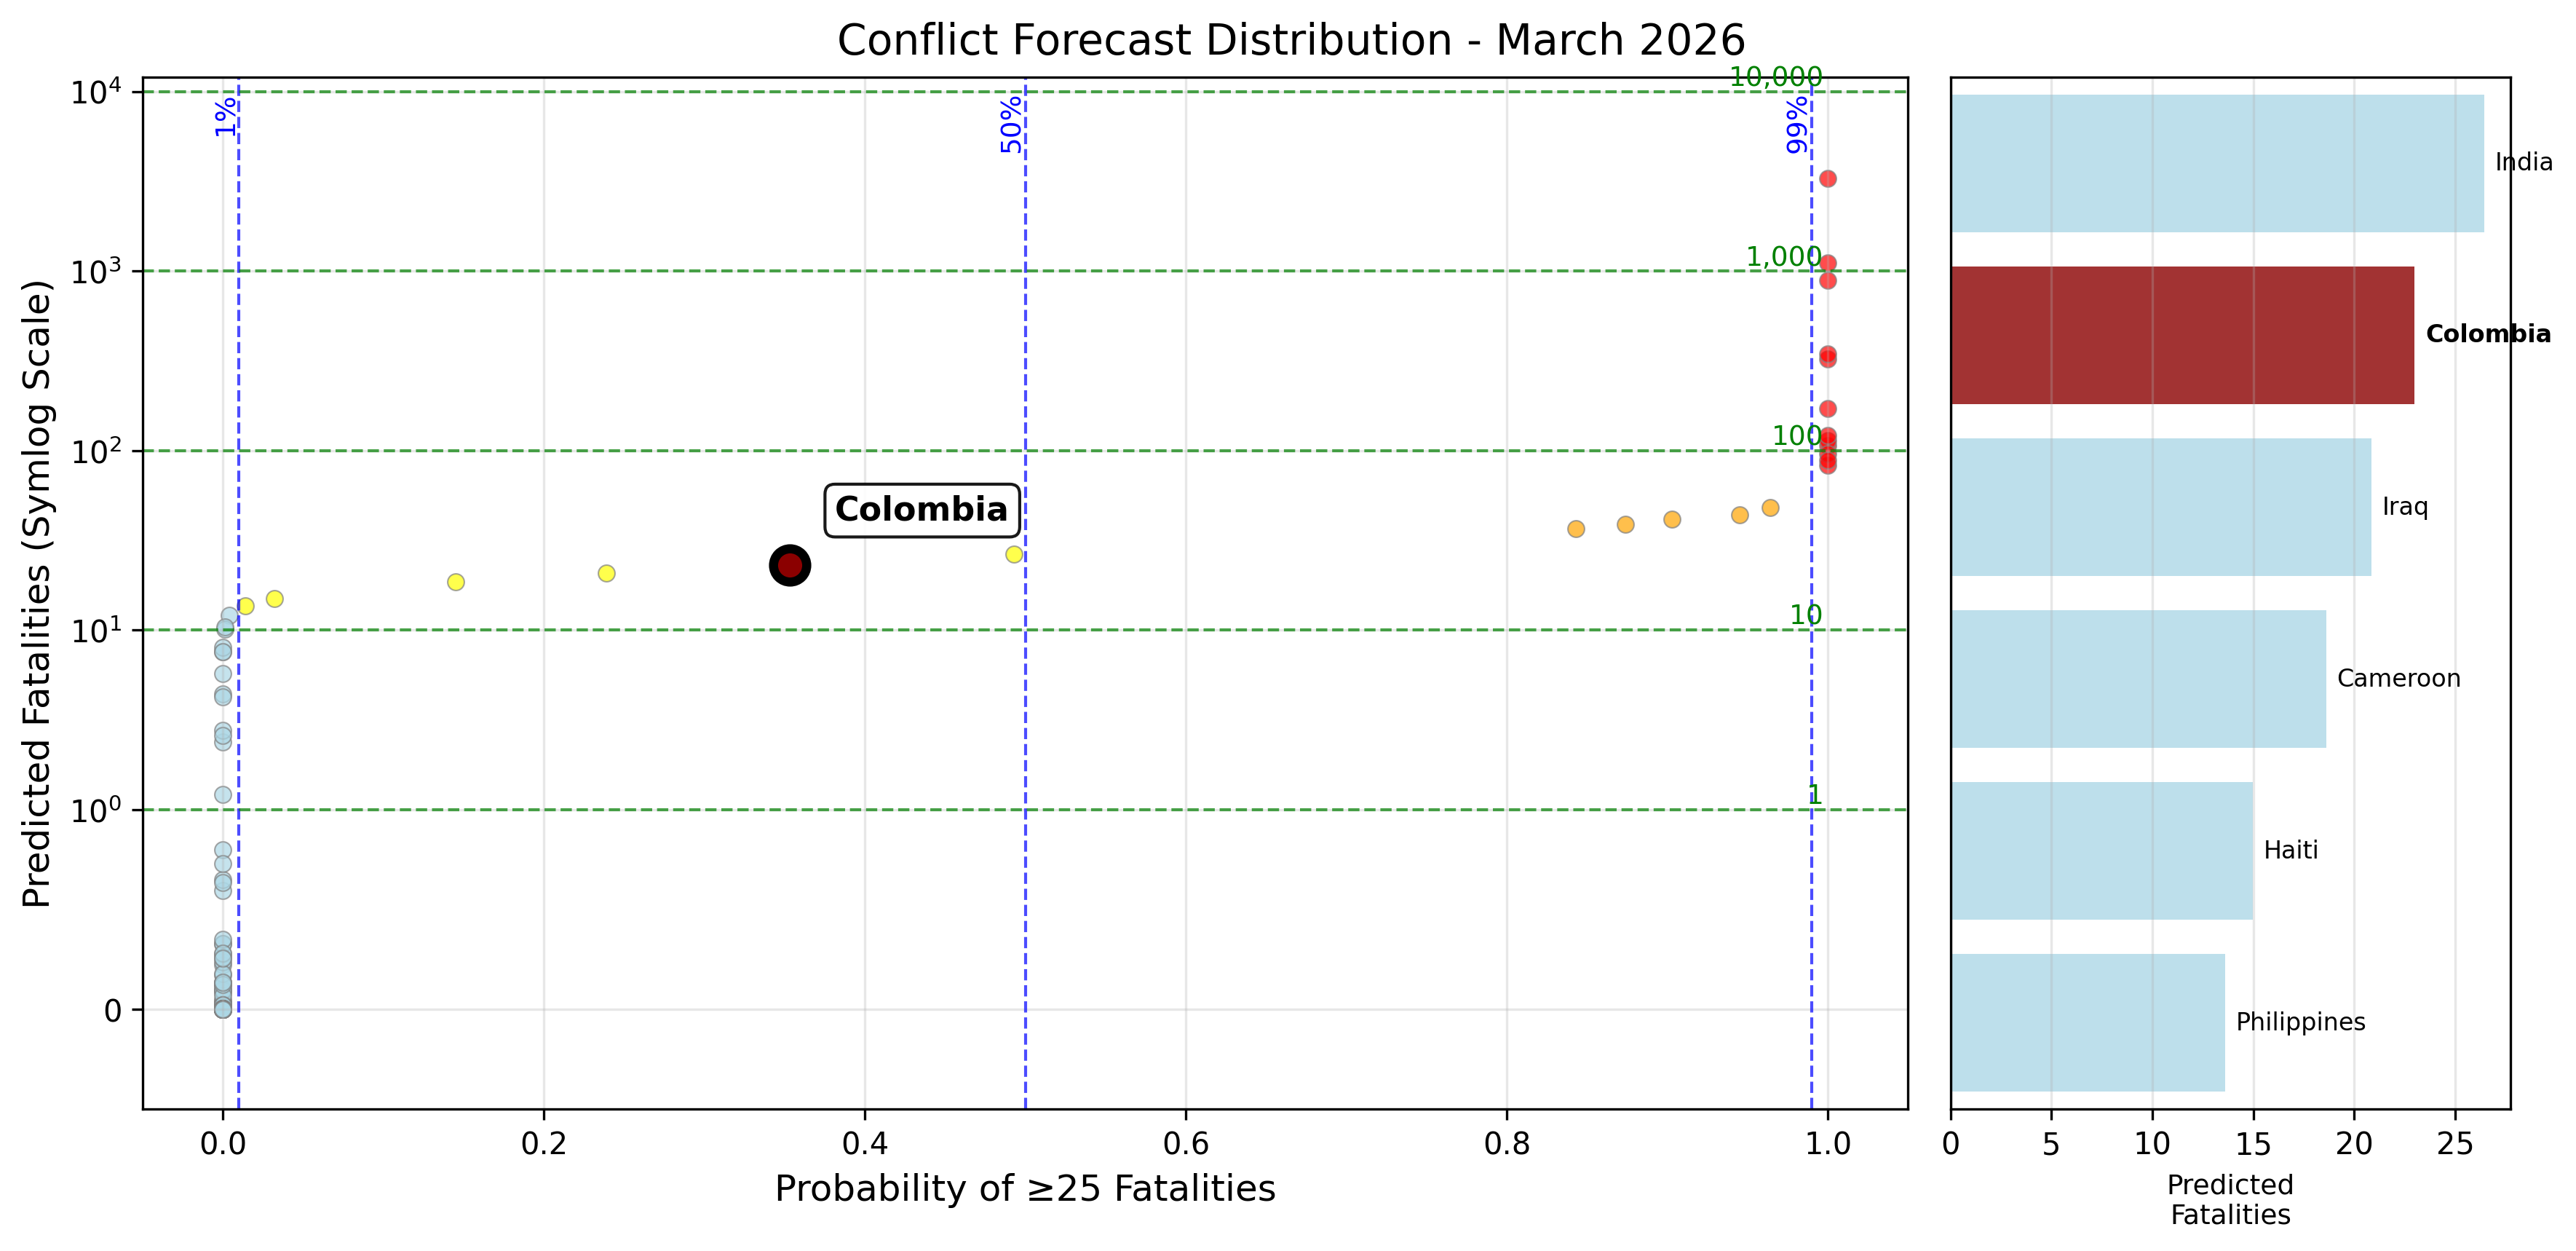 Conflict Forecast Distribution - March 2026
Predicted Fatalities (Symlog Scale)
10⁴
10³
10²
10¹
10⁰
0
1%
50%
99%
10,000
1,000
100
10
1
Colombia
0.0 0.2 0.4 0.6 0.8 1.0
Probability of ≥25 Fatalities
India
Colombia
Iraq
Cameroon
Haiti
Philippines
0 5 10 15 20 25
Predicted
Fatalities